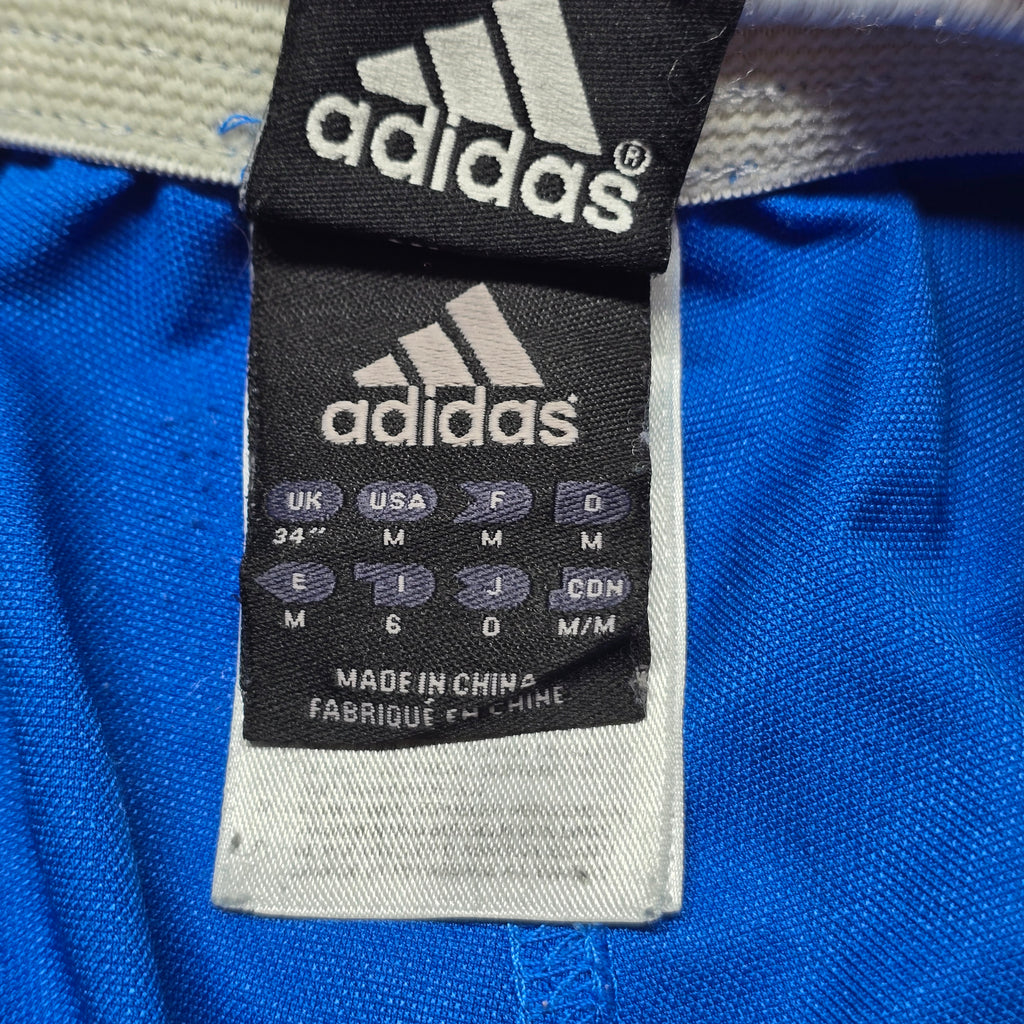 adidas®
adidas
UK USA F D
34" M M M
E I J CDN
M 6 O M/M
MADE IN CHINA
FABRIQUÉ EN CHINE